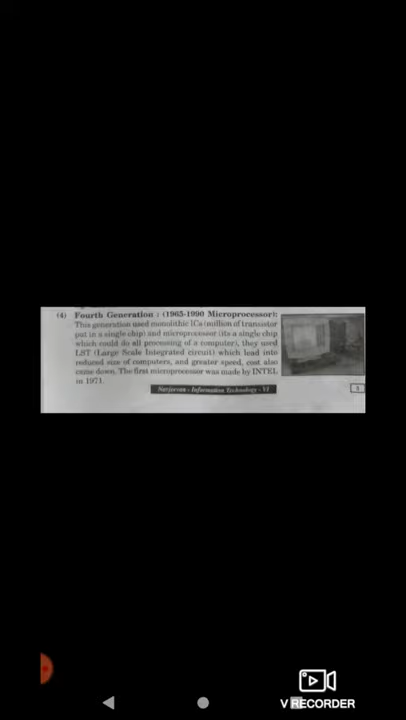 (4) Fourth Generation : (1965-1990 Microprocessor):
This generation used monolithic ICs (million of transistor
put in a single chip) and microprocessor (its a single chip
which could do all processing of a computer), they used
LST (Large Scale Integrated circuit) which lead into
reduced size of computers, and greater speed, cost also
came down. The first microprocessor was made by INTEL
in 1971.
: Information Technology - VI
V RECORDER